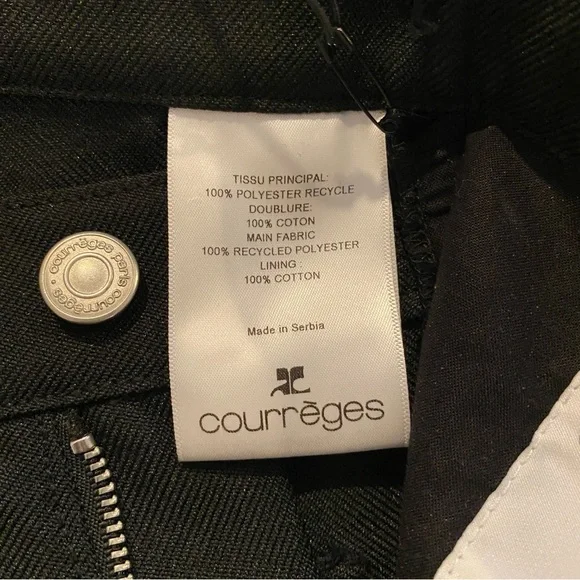 TISSU PRINCIPAL:
100% POLYESTER RECYCLE
DOUBLURE:
100% COTON
MAIN FABRIC
100% RECYCLED POLYESTER
LINING :
100% COTTON
Made in Serbia
courrèges
courrèges paris courrèges